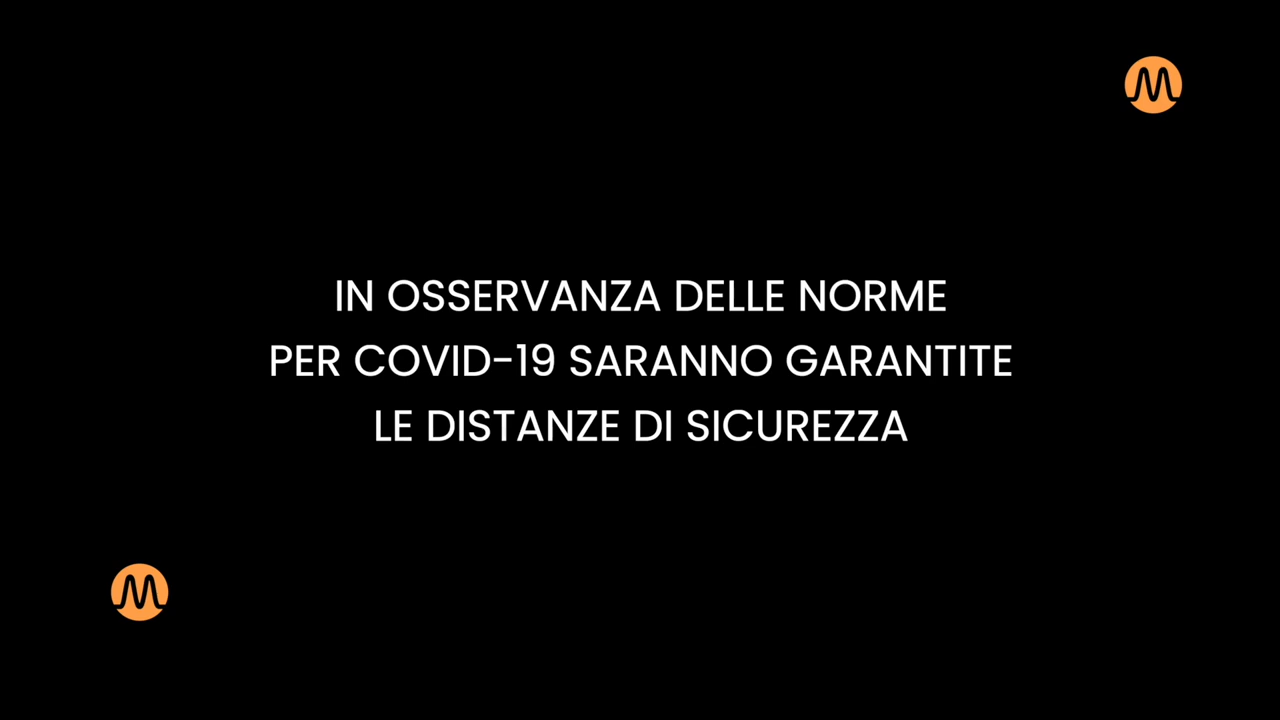 IN OSSERVANZA DELLE NORME
PER COVID-19 SARANNO GARANTITE
LE DISTANZE DI SICUREZZA